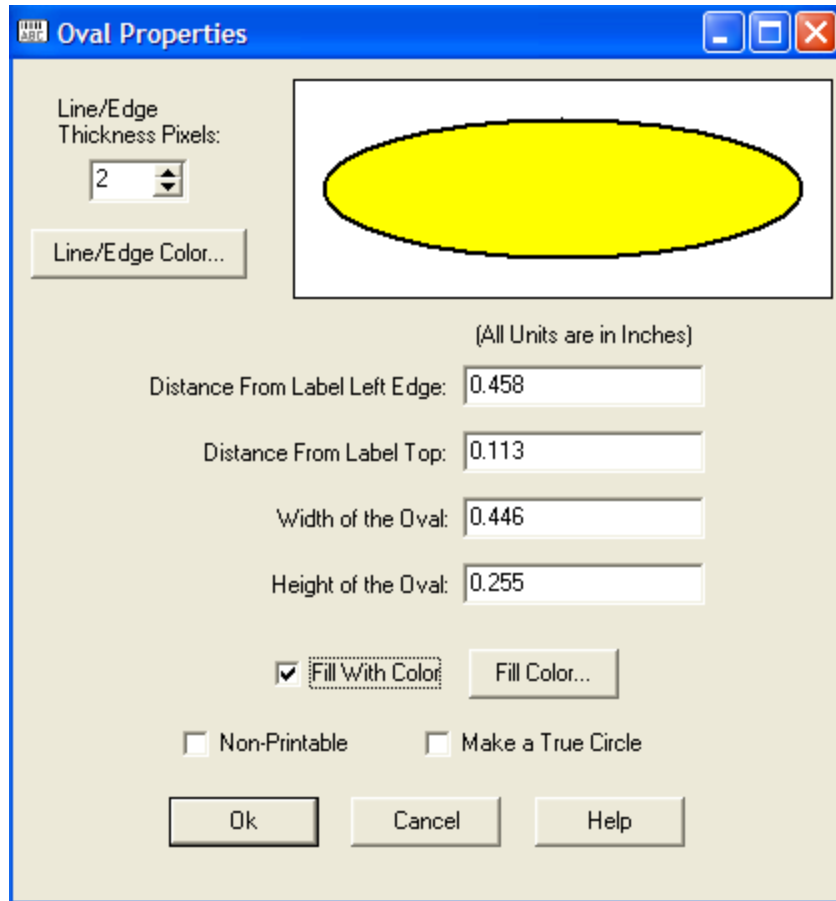 Oval Properties
Line/Edge
Thickness Pixels:
2
Line/Edge Color...
(All Units are in Inches)
Distance From Label Left Edge: 0.458
Distance From Label Top: 0.113
Width of the Oval: 0.446
Height of the Oval: 0.255
Fill With Color Fill Color...
Non-Printable Make a True Circle
Ok Cancel Help